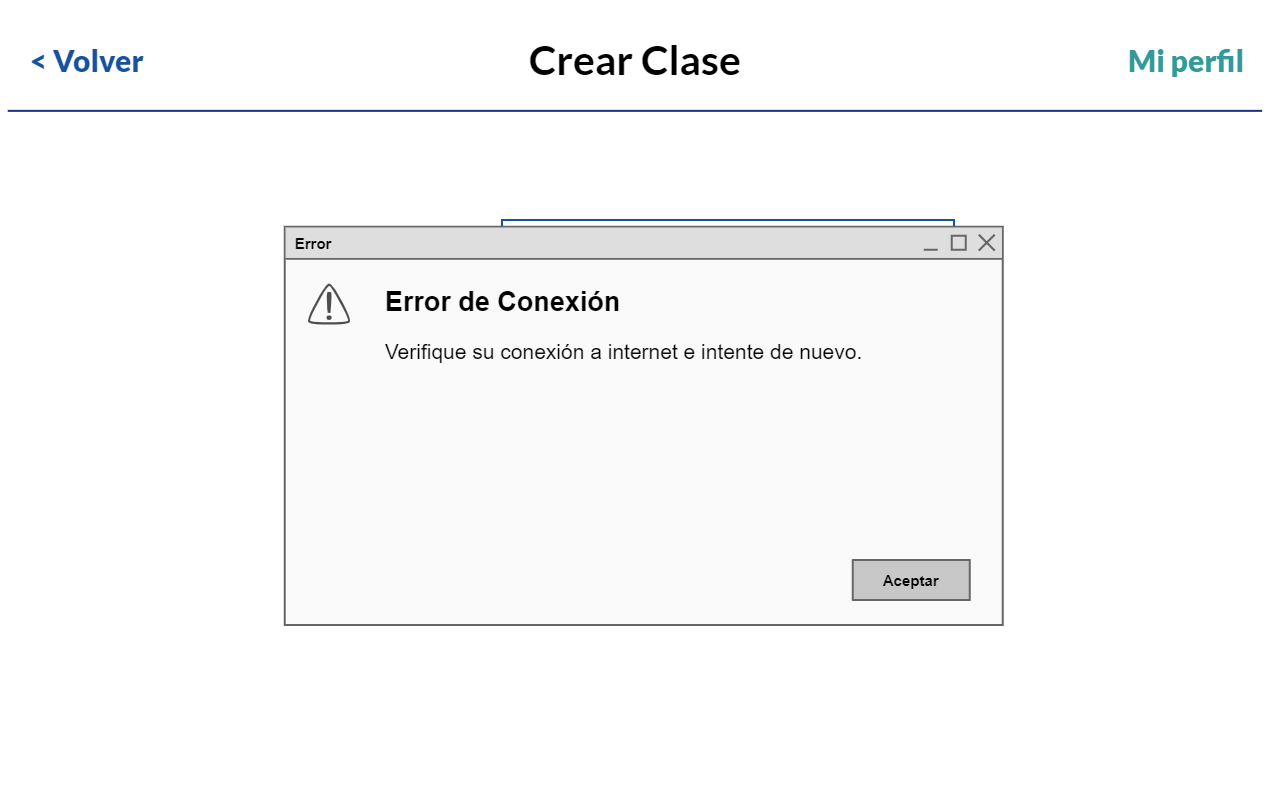 < Volver
Crear Clase
Mi perfil
Error
Error de Conexión
Verifique su conexión a internet e intente de nuevo.
Aceptar